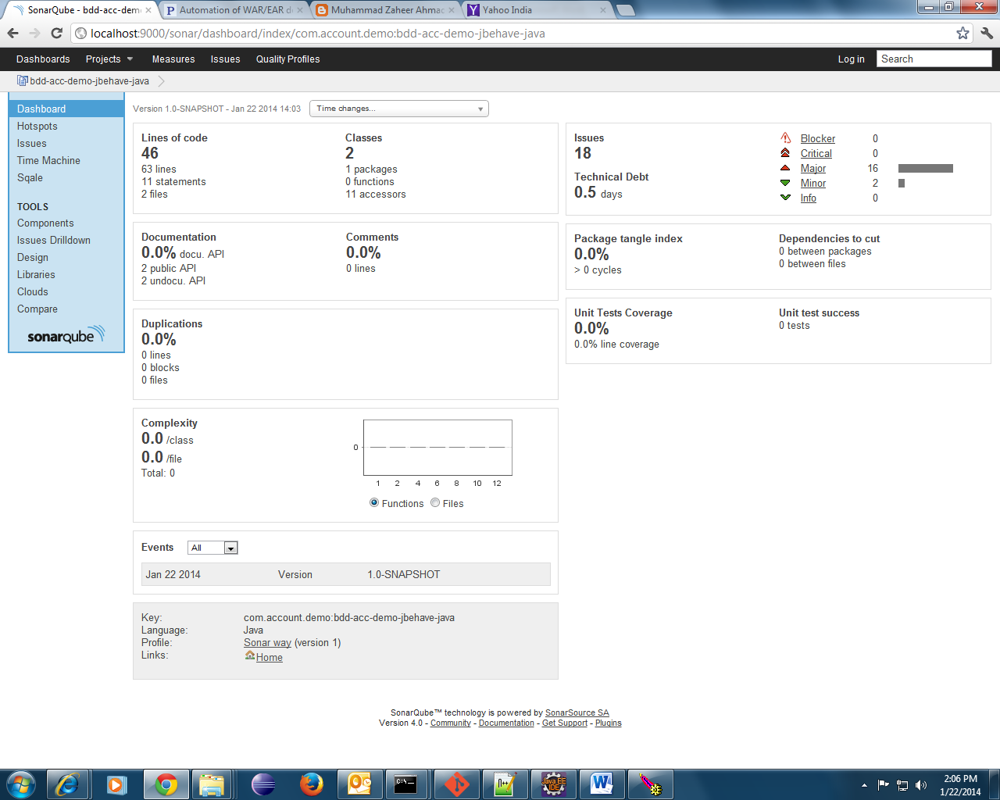 SonarQube - bdd-acc-dem
Automation of WAR/EAR d
Muhammad Zaheer Ahmad
Yahoo India
localhost:9000/sonar/dashboard/index/com.account.demo:bdd-acc-demo-jbehave-java
Dashboards Projects Measures Issues Quality Profiles Log in Search
bdd-acc-demo-jbehave-java
Dashboard
Hotspots
Issues
Time Machine
Sqale
TOOLS
Components
Issues Drilldown
Design
Libraries
Clouds
Compare
sonarqube
Version 1.0-SNAPSHOT - Jan 22 2014 14:03 Time changes...
Lines of code
46
63 lines
11 statements
2 files
Classes
2
1 packages
0 functions
11 accessors
Documentation
0.0% docu. API
2 public API
2 undocu. API
Comments
0.0%
0 lines
Duplications
0.0%
0 lines
0 blocks
0 files
Complexity
0.0 /class
0.0 /file
Total: 0
0
1 2 4 6 8 10 12
Functions Files
Events All
Jan 22 2014 Version 1.0-SNAPSHOT
Key: com.account.demo:bdd-acc-demo-jbehave-java
Language: Java
Profile: Sonar way (version 1)
Links: Home
Issues
18
Technical Debt
0.5 days
Blocker 0
Critical 0
Major 16
Minor 2
Info 0
Package tangle index
0.0%
> 0 cycles
Dependencies to cut
0 between packages
0 between files
Unit Tests Coverage
0.0%
0.0% line coverage
Unit test success
0 tests
SonarQube™ technology is powered by SonarSource SA
Version 4.0 - Community - Documentation - Get Support - Plugins
Java EE
IDE
2:06 PM
1/22/2014